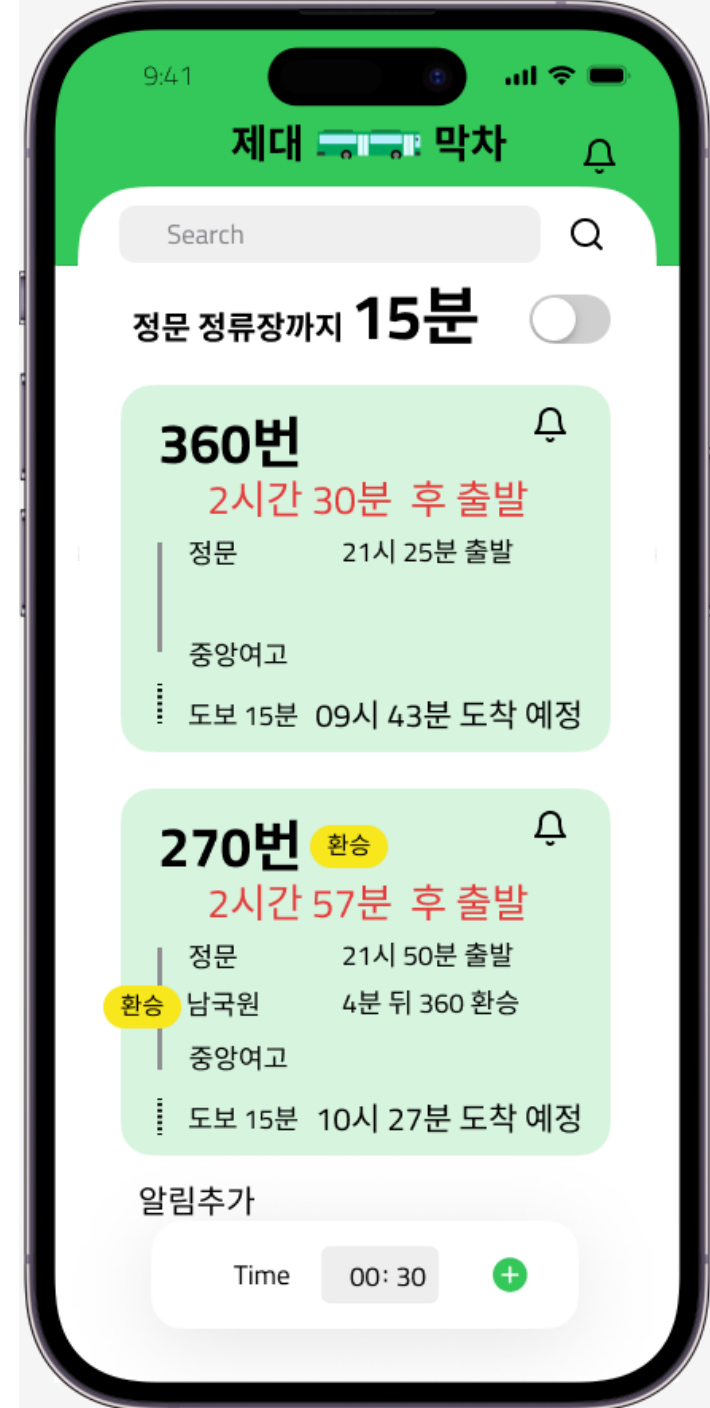 9:41
제대 막차
Search
정문 정류장까지 15분
360번
2시간 30분 후 출발
정문 21시 25분 출발
중앙여고
도보 15분 09시 43분 도착 예정
270번 환승
2시간 57분 후 출발
정문 21시 50분 출발
환승 남국원 4분 뒤 360 환승
중앙여고
도보 15분 10시 27분 도착 예정
알림추가
Time 00: 30